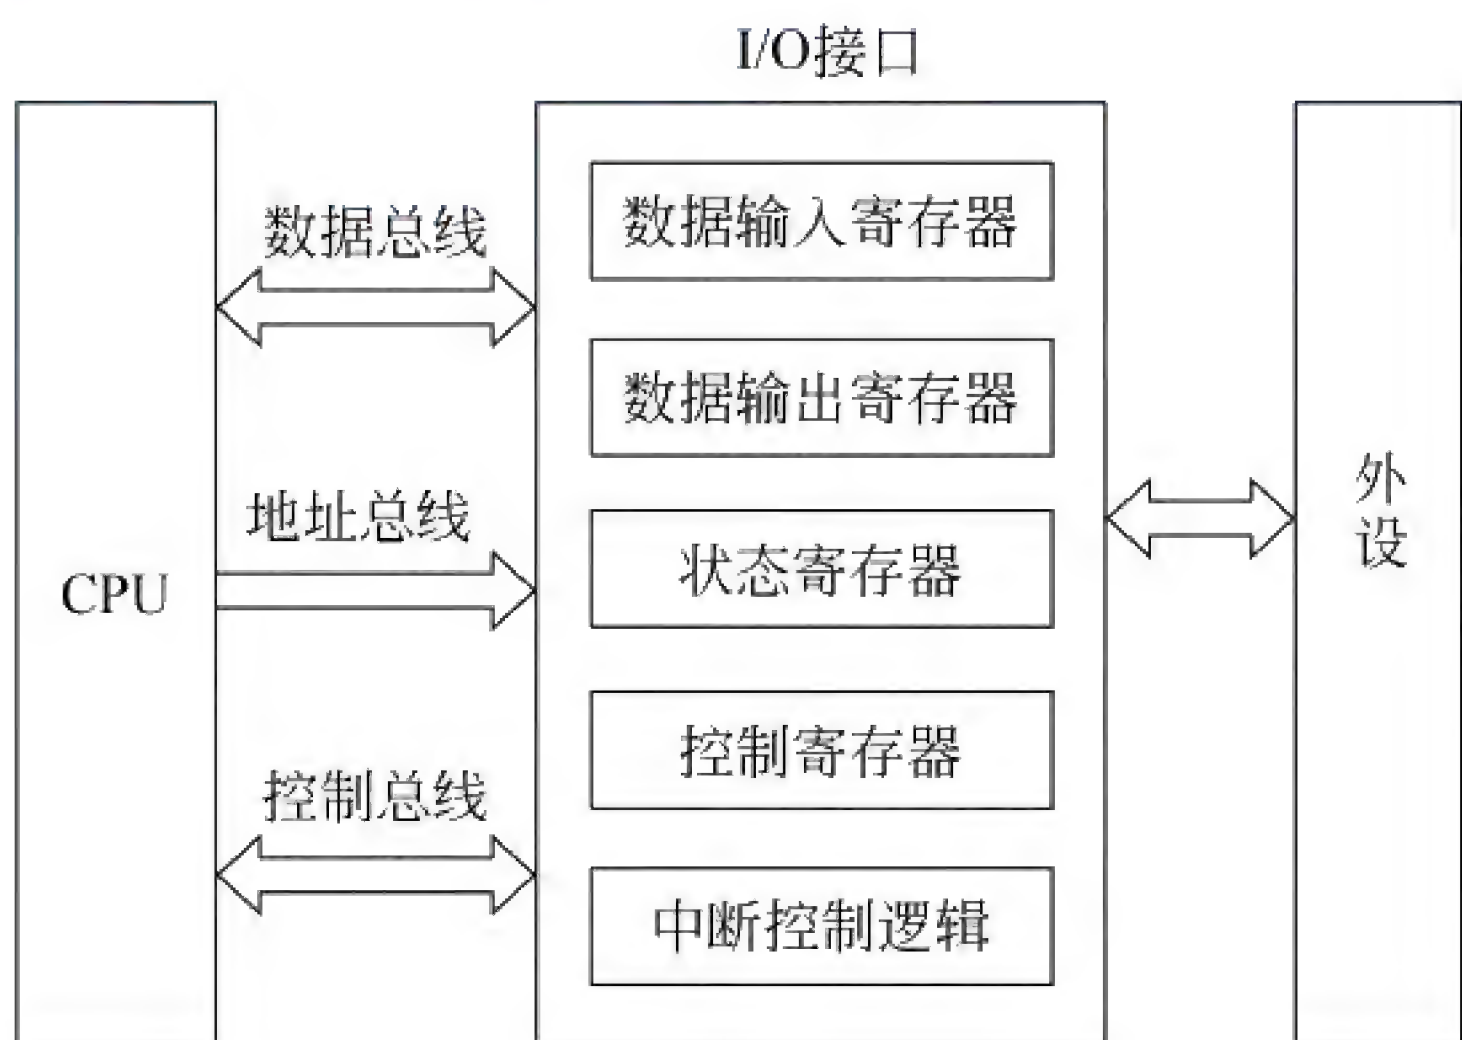 I/O接口
数据总线
数据输入寄存器
数据输出寄存器
地址总线
CPU
状态寄存器
外
设
控制寄存器
控制总线
中断控制逻辑